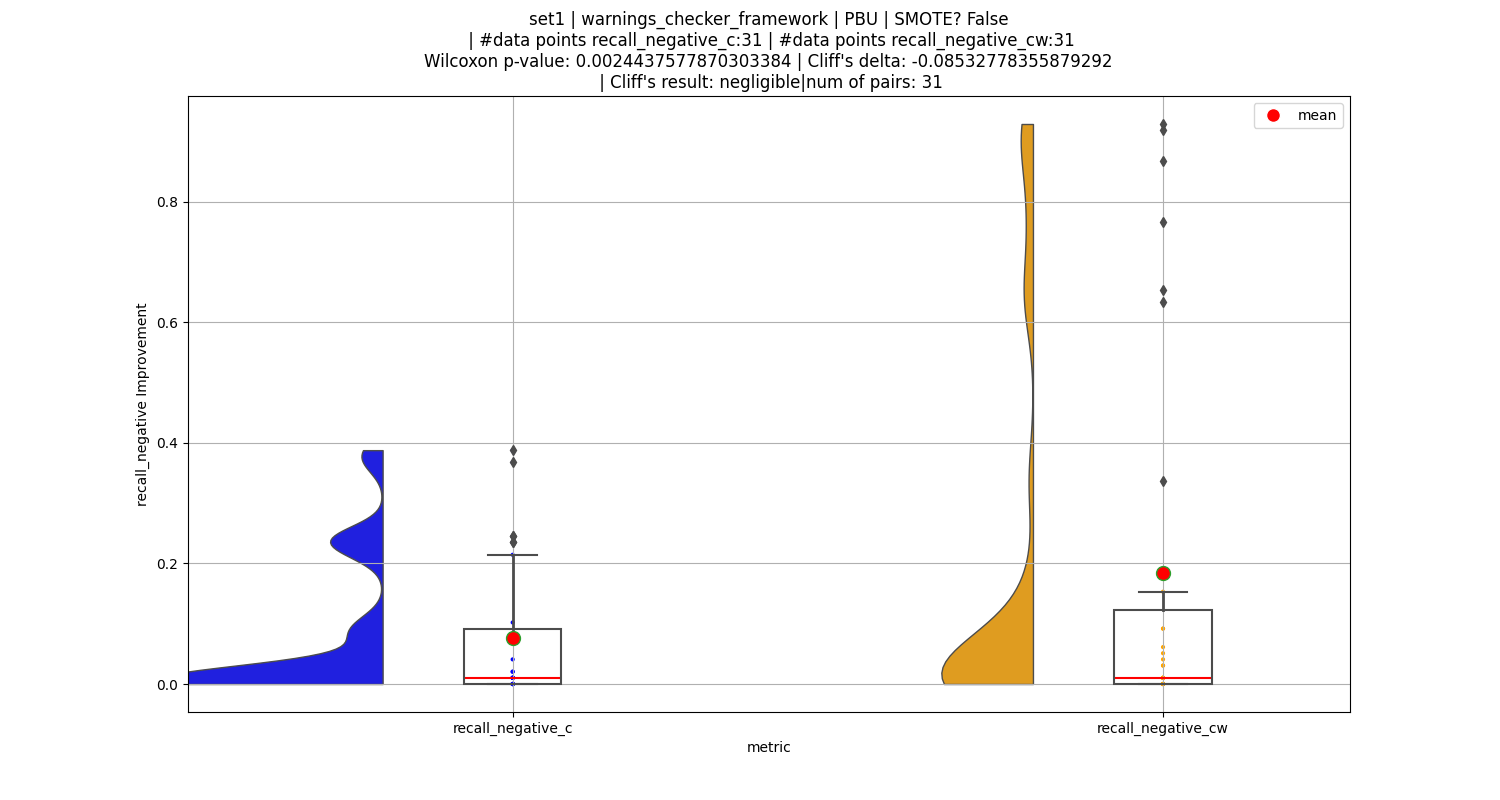 set1 | warnings_checker_framework | PBU | SMOTE? False
| #data points recall_negative_c:31 | #data points recall_negative_cw:31
Wilcoxon p-value: 0.0024437577870303384 | Cliff's delta: -0.08532778355879292
| Cliff's result: negligible|num of pairs: 31
mean
recall_negative Improvement
0.8
0.6
0.4
0.2
0.0
recall_negative_c
recall_negative_cw
metric